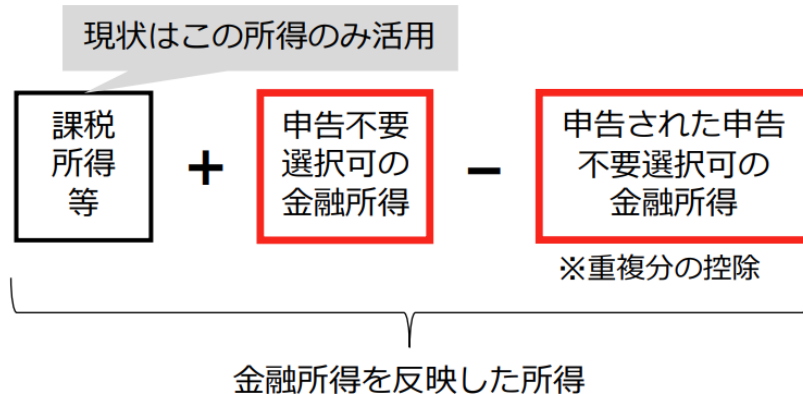 現状はこの所得のみ活用
課税
所得
等
+
申告不要
選択可の
金融所得
−
申告された申告
不要選択可の
金融所得
※重複分の控除
金融所得を反映した所得